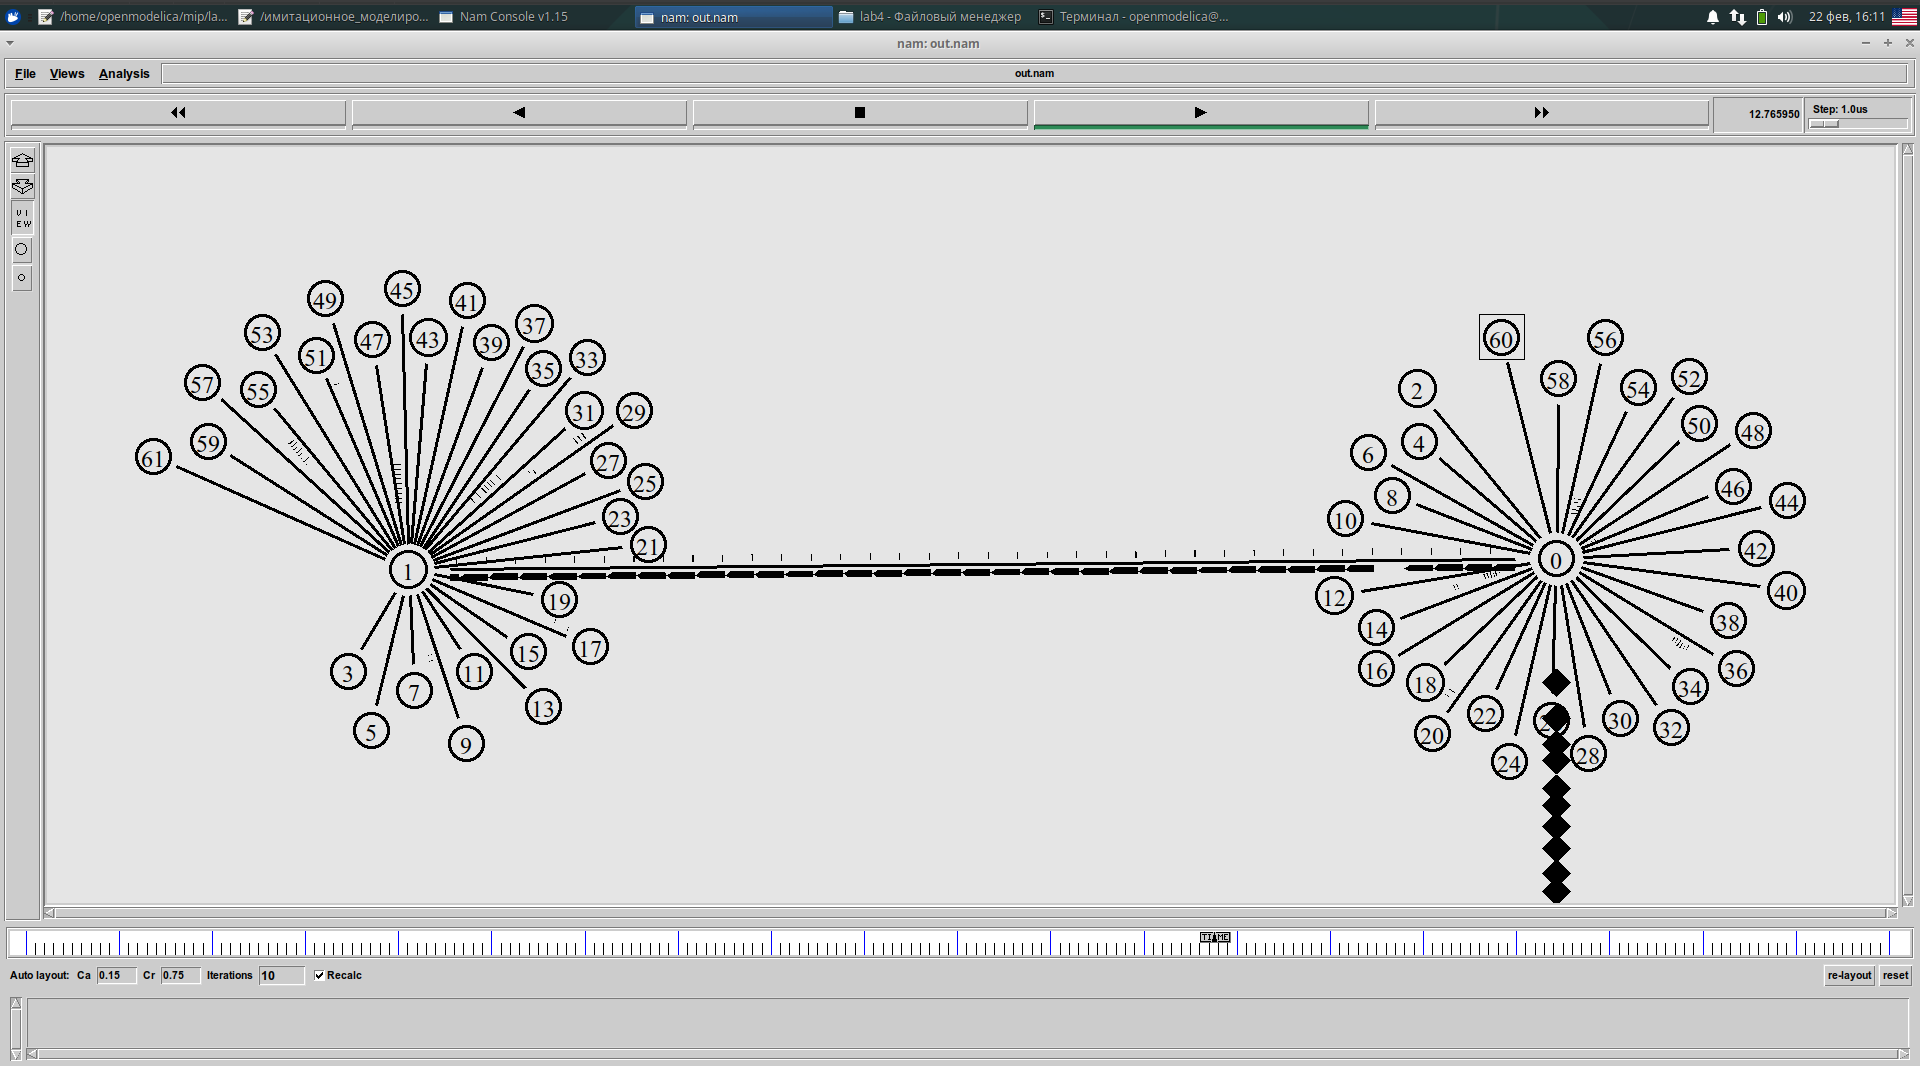 /home/openmodelica/mip/la... /имитационное_моделиро... Nam Console v1.15 nam: out.nam lab4 - Файловый менеджер Терминал - openmodelica@... 22 фев, 16:11
nam: out.nam
File Views Analysis out.nam
12.765950 Step: 1.0us
VI
EW
49 45 41
53 51 47 43 39 37
57 55 35 33
61 59 31 29
27
25
23
21
1
19
17
15
3 7 11
13
5 9
60 56
58 54 52
2
4 50 48
6
8 46 44
10
0 42
12 40
14 38
16 36
18 34
22 30 32
20
24 28
TIME
Auto layout: Ca 0.15 Cr 0.75 Iterations 10 Recalc re-layout reset